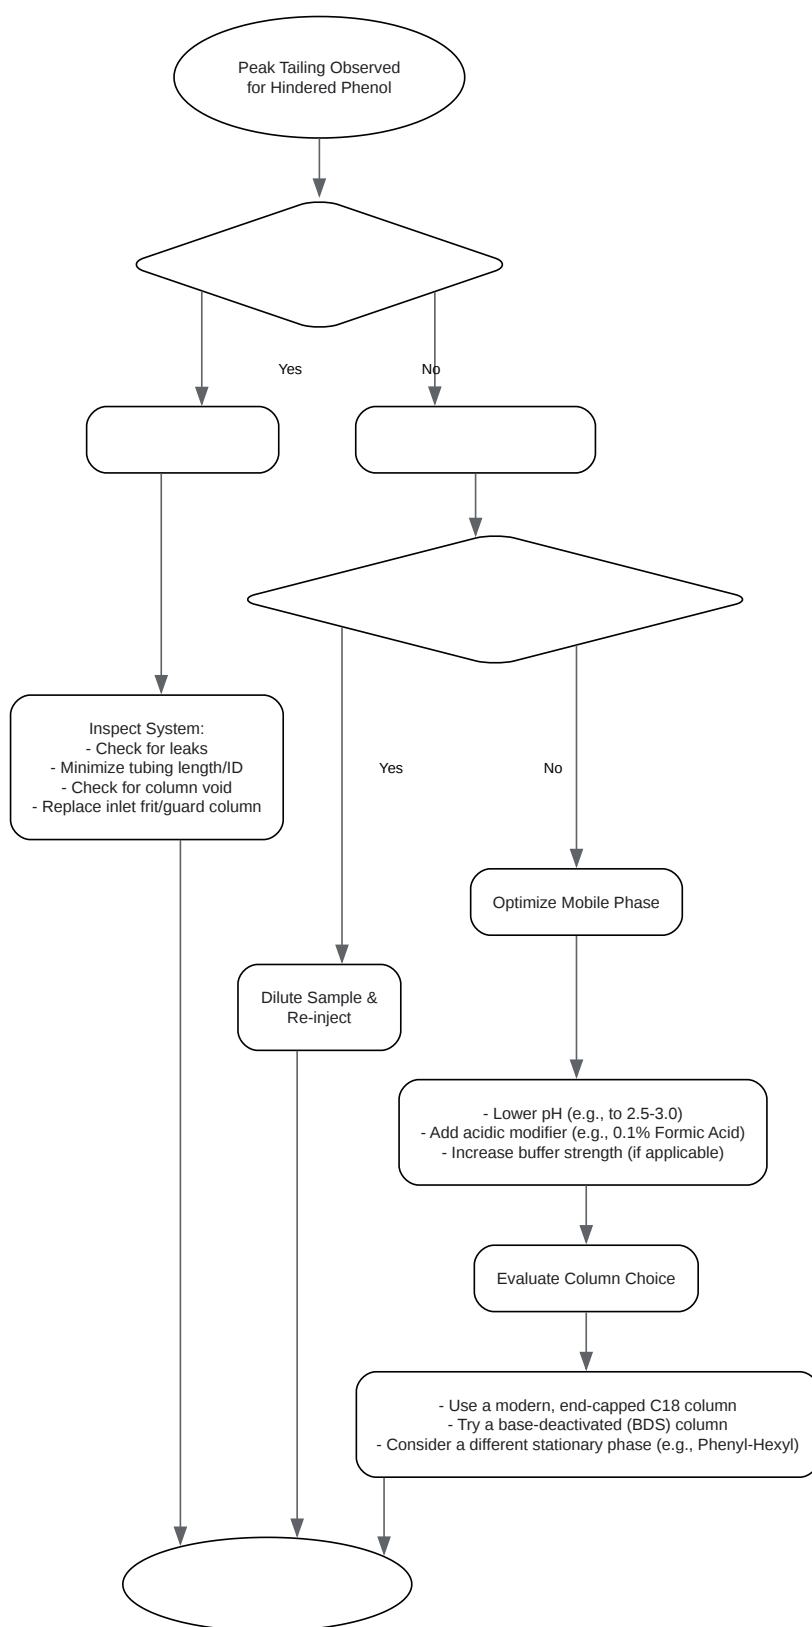 Peak Tailing Observed
for Hindered Phenol
Yes
No
Inspect System:
- Check for leaks
- Minimize tubing length/ID
- Check for column void
- Replace inlet frit/guard column
Yes
No
Optimize Mobile Phase
Dilute Sample &
Re-inject
- Lower pH (e.g., to 2.5-3.0)
- Add acidic modifier (e.g., 0.1% Formic Acid)
- Increase buffer strength (if applicable)
Evaluate Column Choice
- Use a modern, end-capped C18 column
- Try a base-deactivated (BDS) column
- Consider a different stationary phase (e.g., Phenyl-Hexyl)